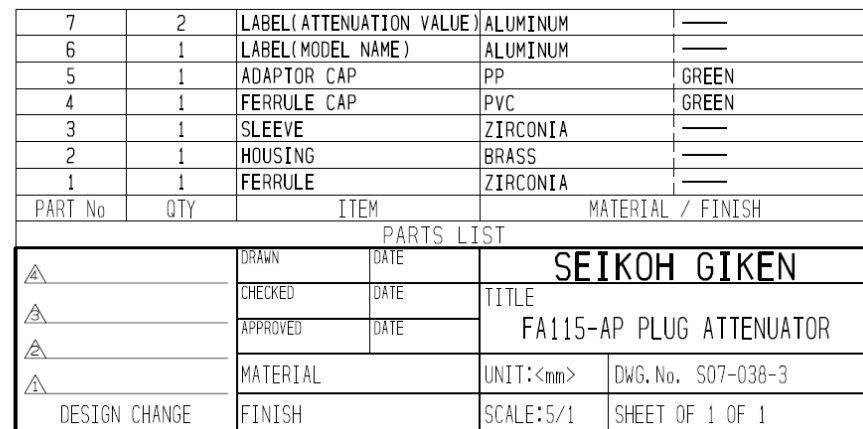 7 2 LABEL(ATTENUATION VALUE) ALUMINUM ——
6 1 LABEL(MODEL NAME) ALUMINUM ——
5 1 ADAPTOR CAP PP GREEN
4 1 FERRULE CAP PVC GREEN
3 1 SLEEVE ZIRCONIA ——
2 1 HOUSING BRASS ——
1 1 FERRULE ZIRCONIA ——
PART No QTY ITEM MATERIAL / FINISH
PARTS LIST
4
3
2
1
DESIGN CHANGE
DRAWN DATE
CHECKED DATE
APPROVED DATE
MATERIAL
FINISH
SEIKOH GIKEN
TITLE
FA115-AP PLUG ATTENUATOR
UNIT:<mm> DWG.No. S07-038-3
SCALE:5/1 SHEET OF 1 OF 1